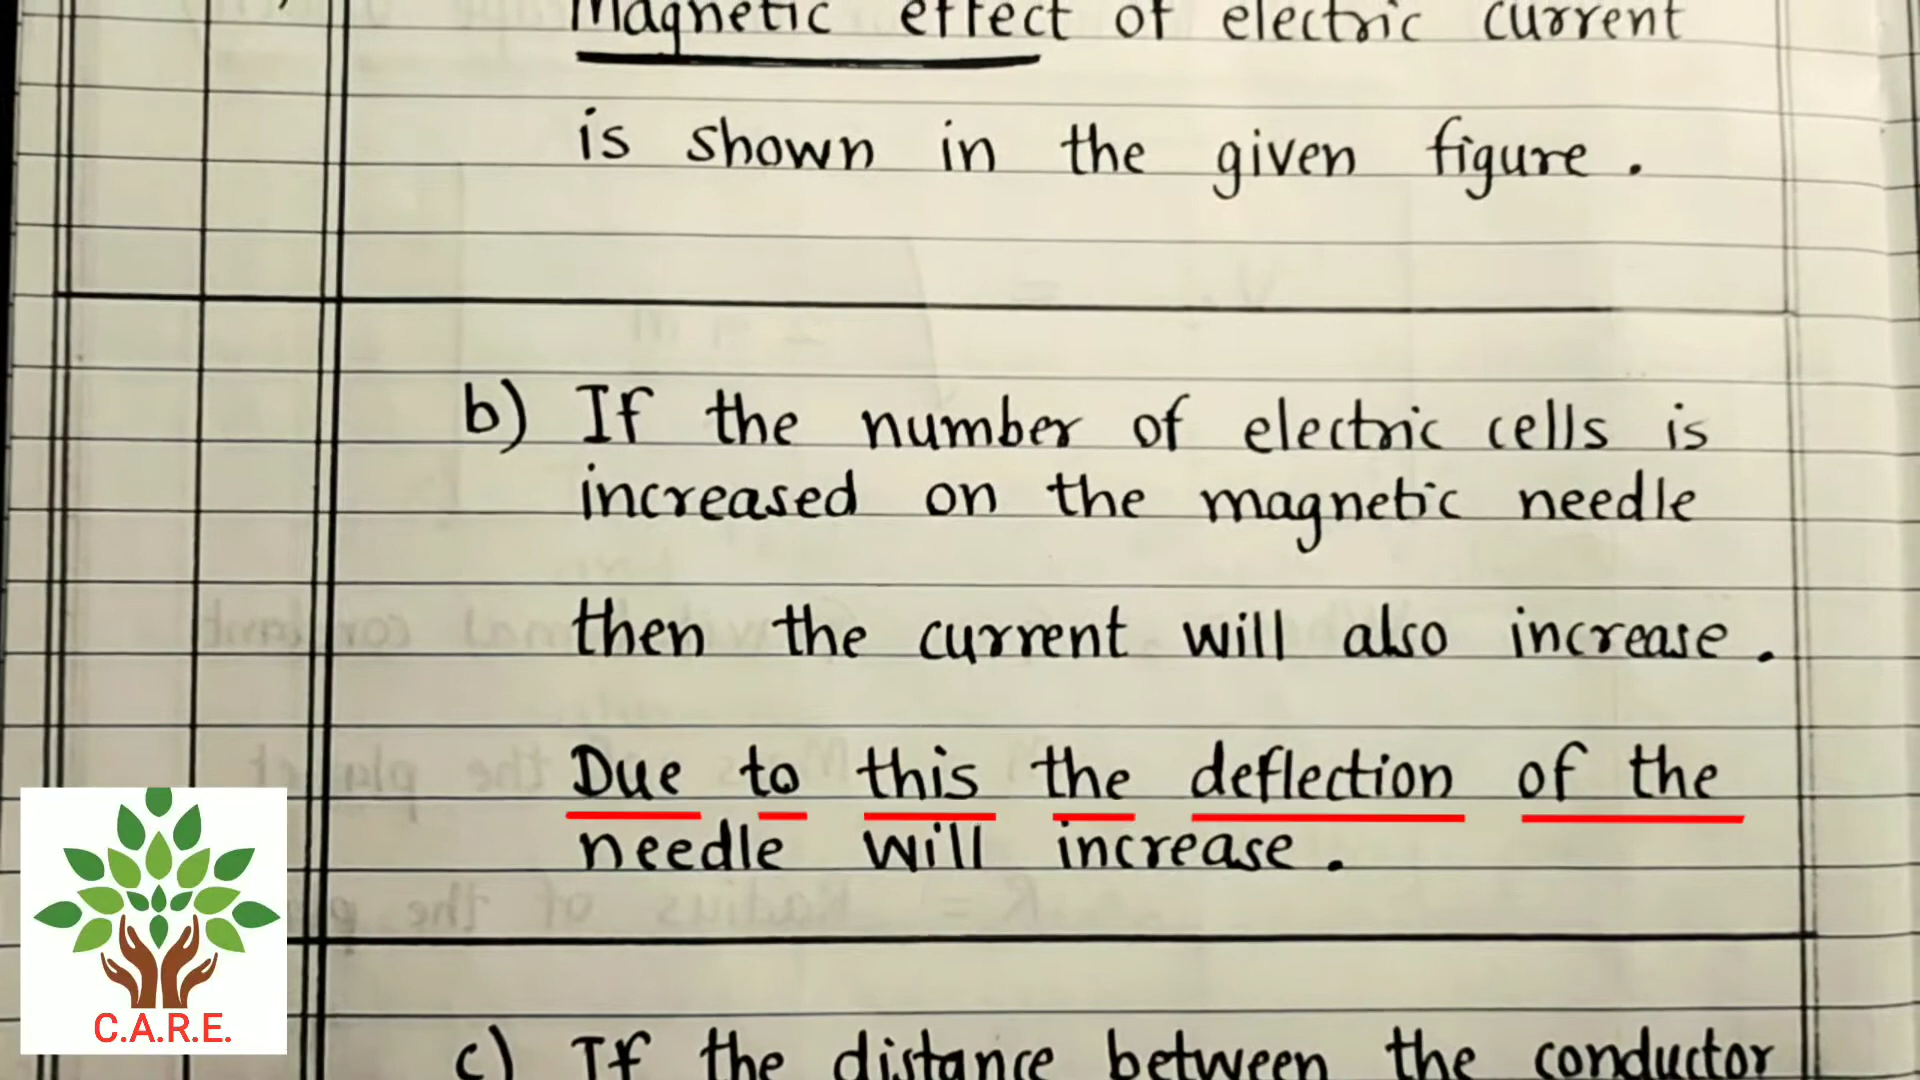 Magnetic effect of electric current
is shown in the given figure.
b) If the number of electric cells is
increased on the magnetic needle
then the current will also increase.
Due to this the deflection of the
needle will increase.
c) If the distance between the conductor
C.A.R.E.